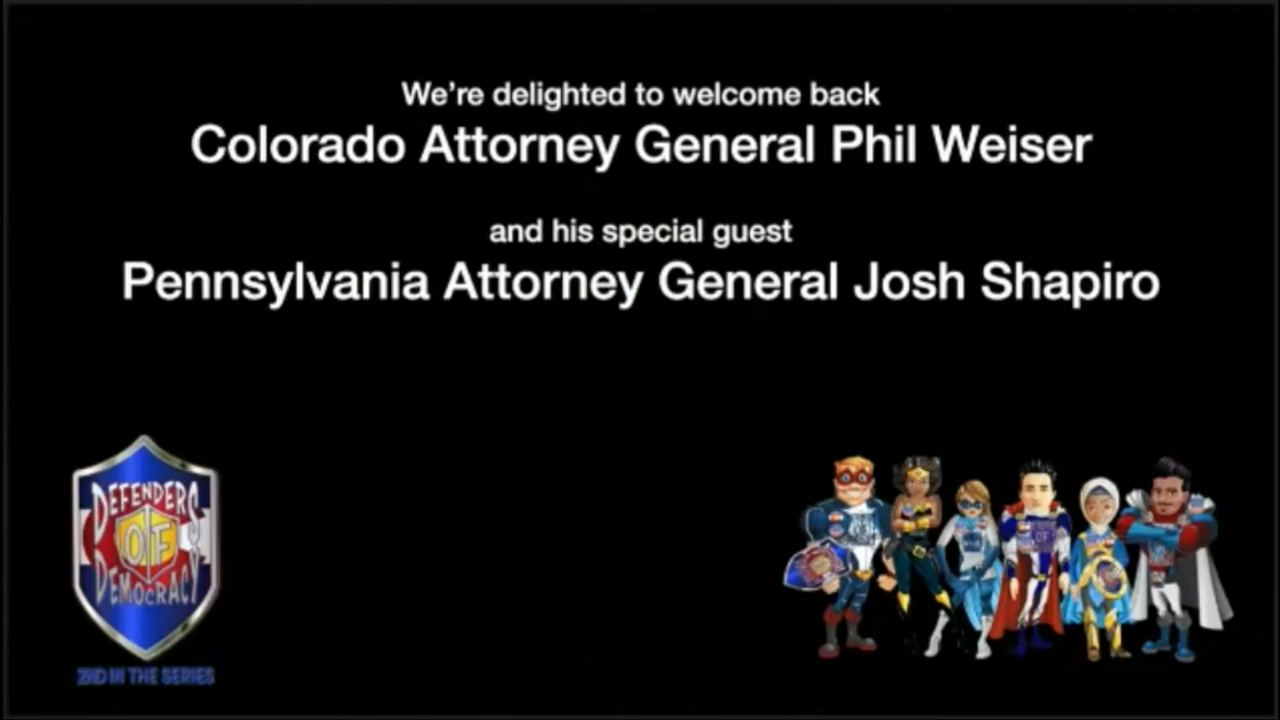 We're delighted to welcome back
Colorado Attorney General Phil Weiser
and his special guest
Pennsylvania Attorney General Josh Shapiro
DEFENDERS
OF
DEMOCRACY
2ND IN THE SERIES